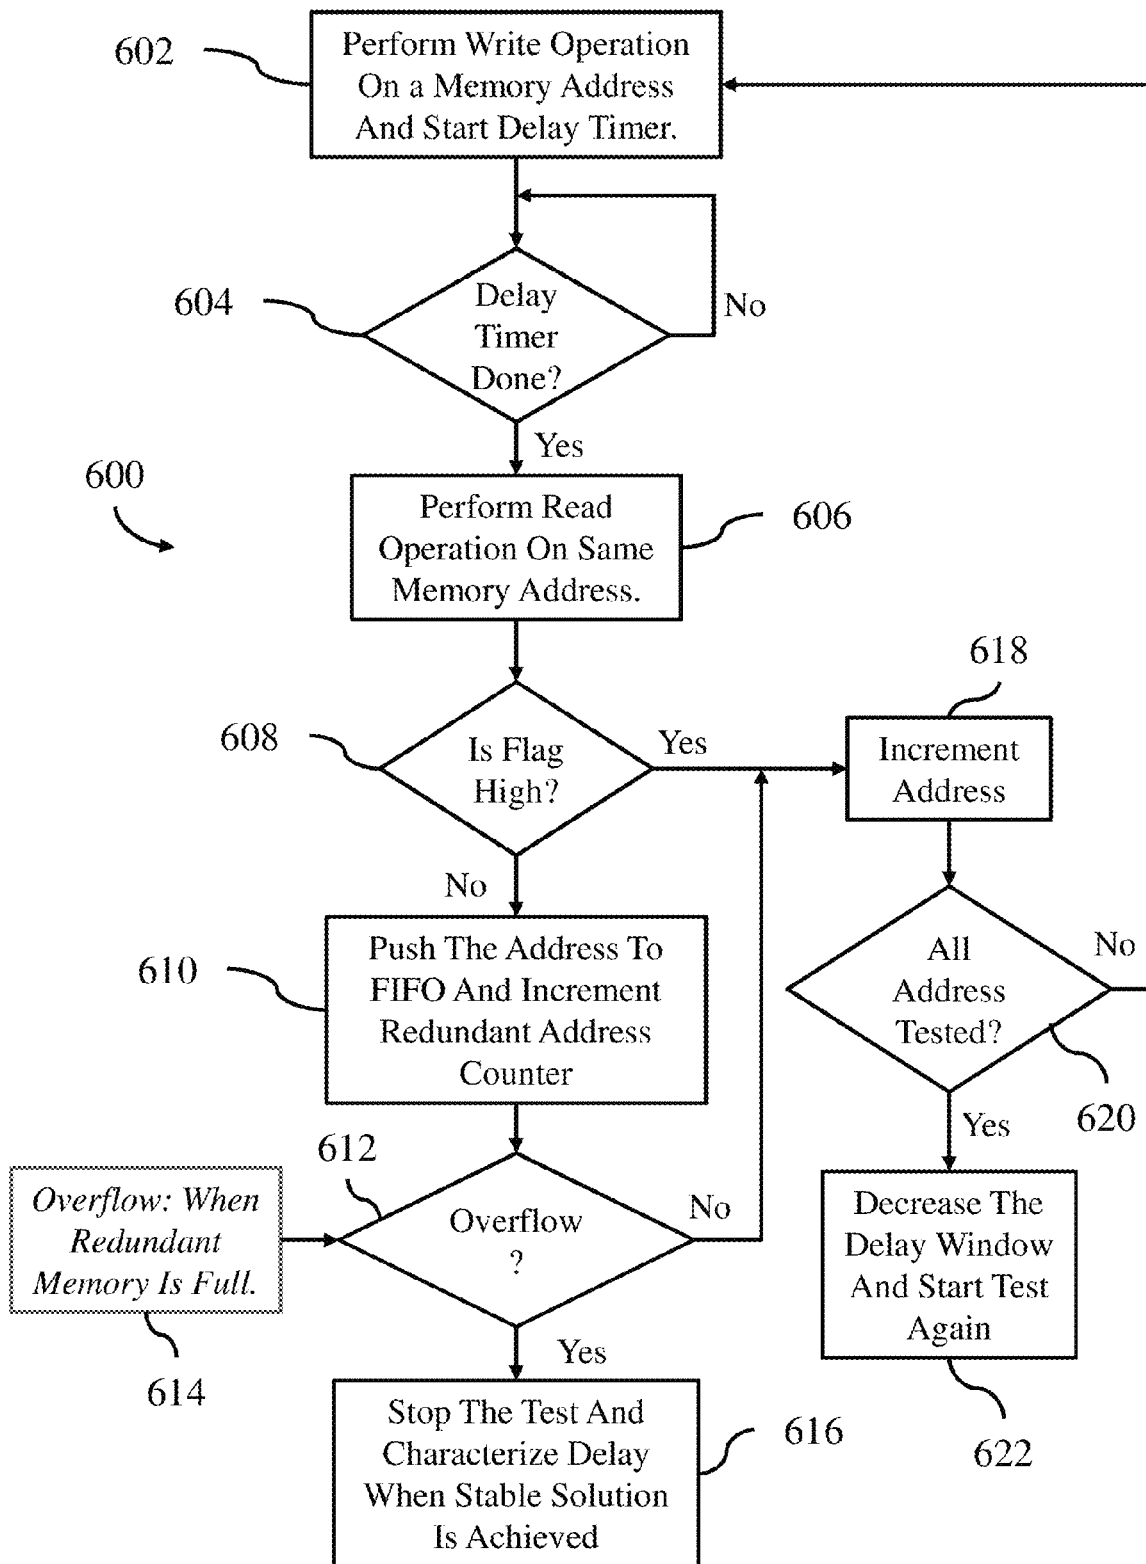 602
Perform Write Operation
On a Memory Address
And Start Delay Timer.
604
Delay
Timer
Done?
No
Yes
600
Perform Read
Operation On Same
Memory Address.
606
608
Is Flag
High?
Yes
No
618
Increment
Address
610
Push The Address To
FIFO And Increment
Redundant Address
Counter
All
Address
Tested?
No
620
Yes
612
Overflow
?
No
Overflow: When
Redundant
Memory Is Full.
614
Yes
Decrease The
Delay Window
And Start Test
Again
622
Stop The Test And
Characterize Delay
When Stable Solution
Is Achieved
616